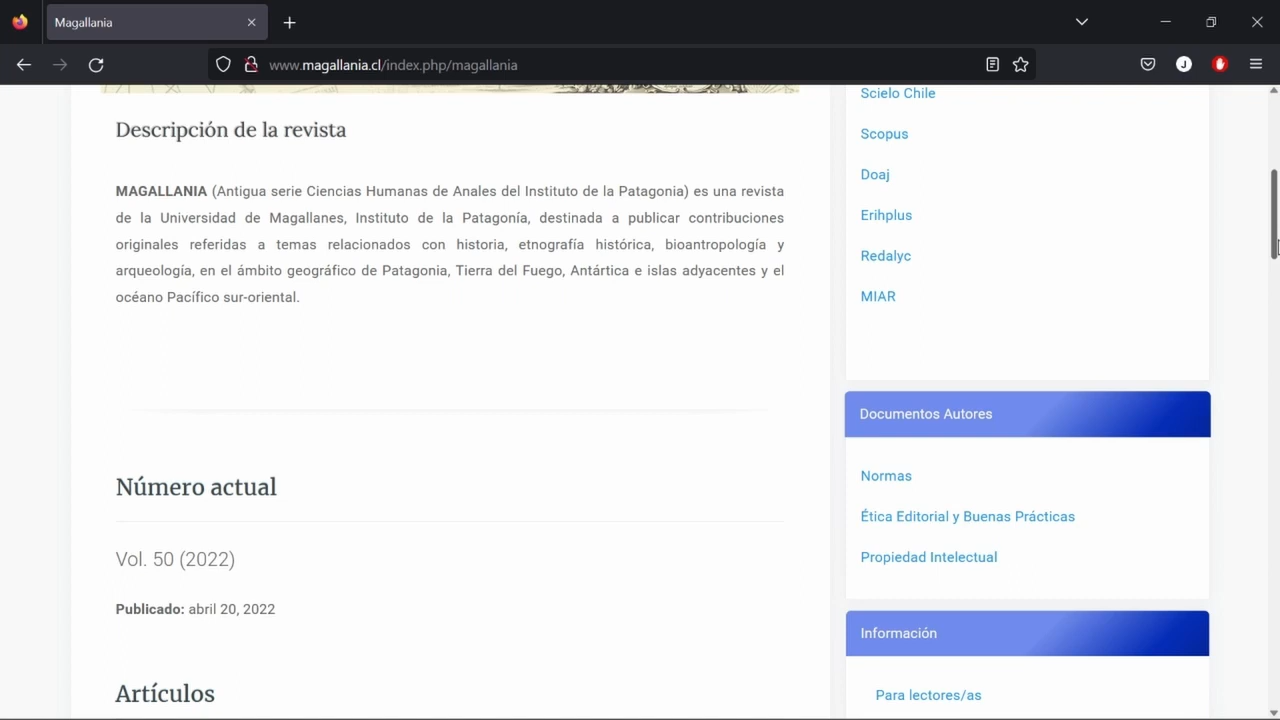 Magallania
www.magallania.cl/index.php/magallania
J
Descripción de la revista
MAGALLANIA (Antigua serie Ciencias Humanas de Anales del Instituto de la Patagonia) es una revista
de la Universidad de Magallanes, Instituto de la Patagonía, destinada a publicar contribuciones
originales referidas a temas relacionados con historia, etnografía histórica, bioantropología y
arqueología, en el ámbito geográfico de Patagonia, Tierra del Fuego, Antártica e islas adyacentes y el
océano Pacífico sur-oriental.
Número actual
Vol. 50 (2022)
Publicado: abril 20, 2022
Artículos
Scielo Chile
Scopus
Doaj
Erihplus
Redalyc
MIAR
Documentos Autores
Normas
Ética Editorial y Buenas Prácticas
Propiedad Intelectual
Información
Para lectores/as